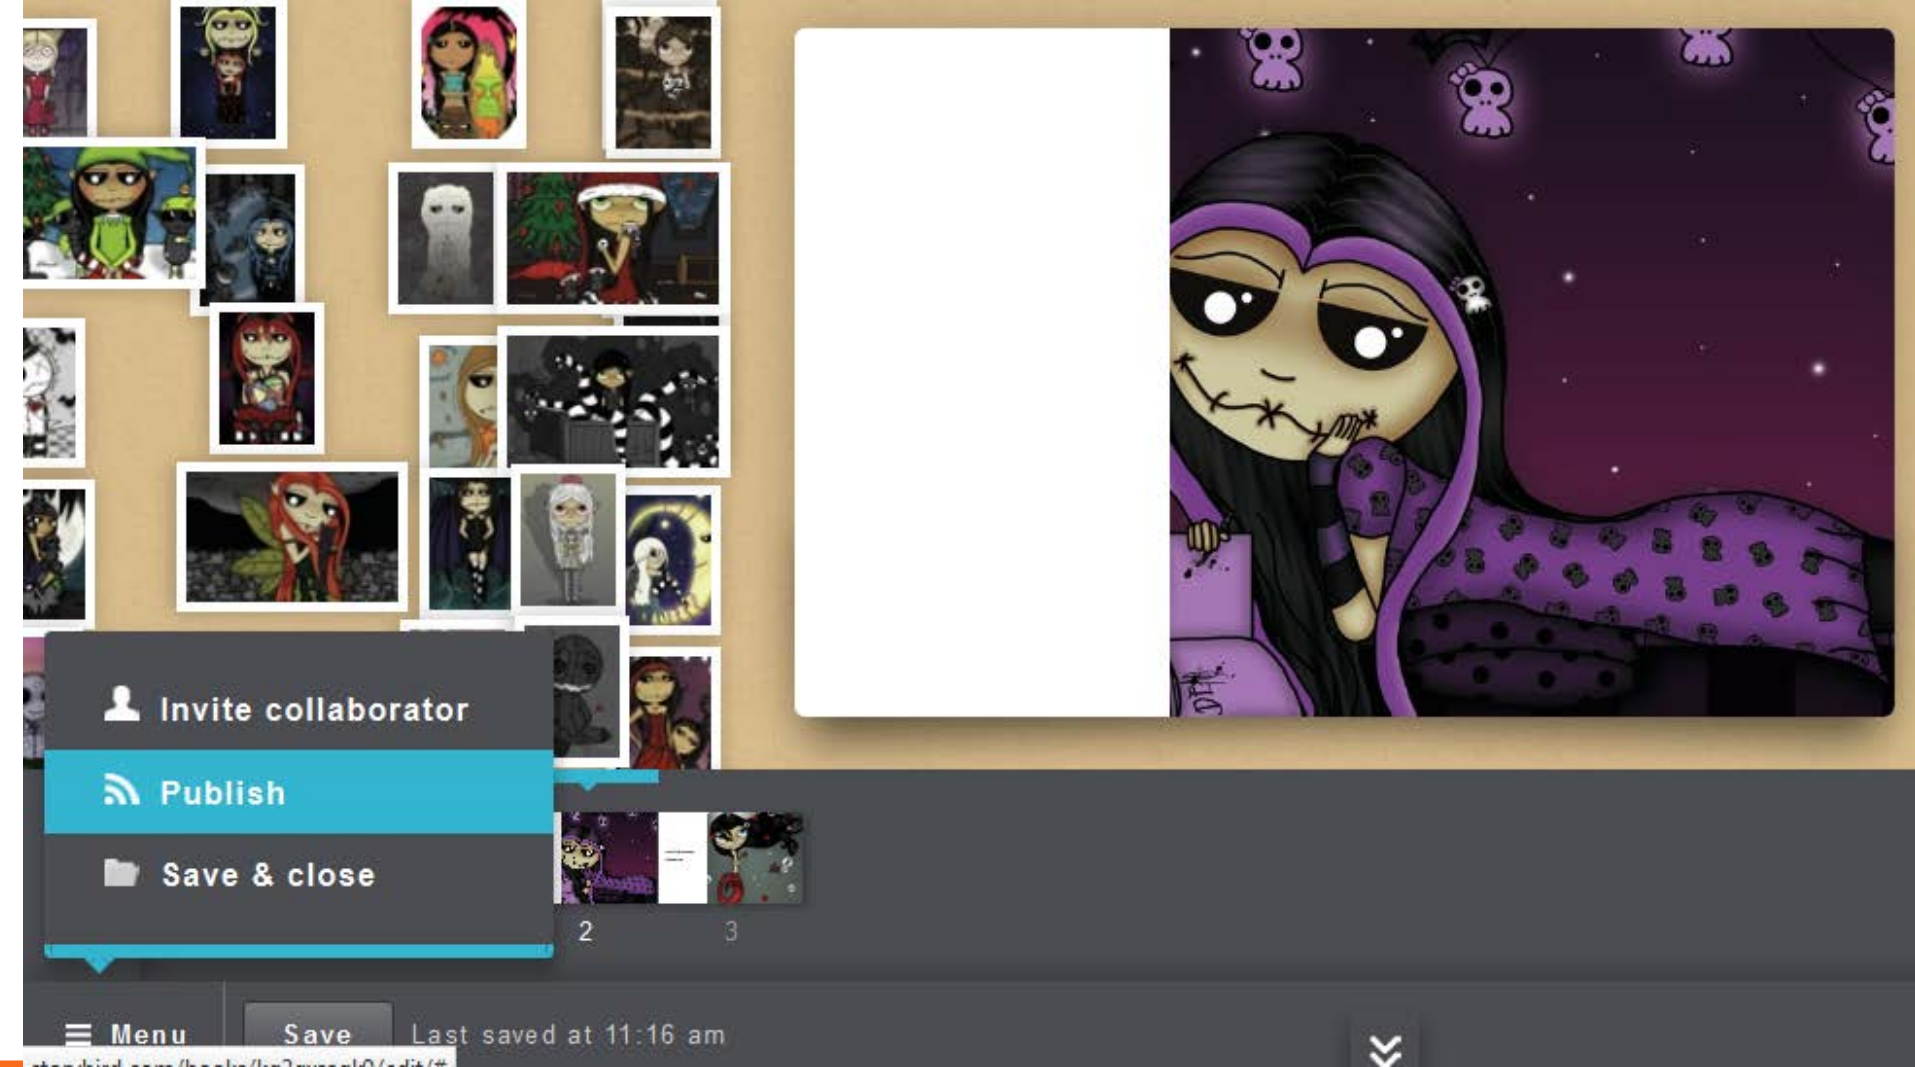 Invite collaborator
Publish
Save & close
2
3
Menu
Save
Last saved at 11:16 am